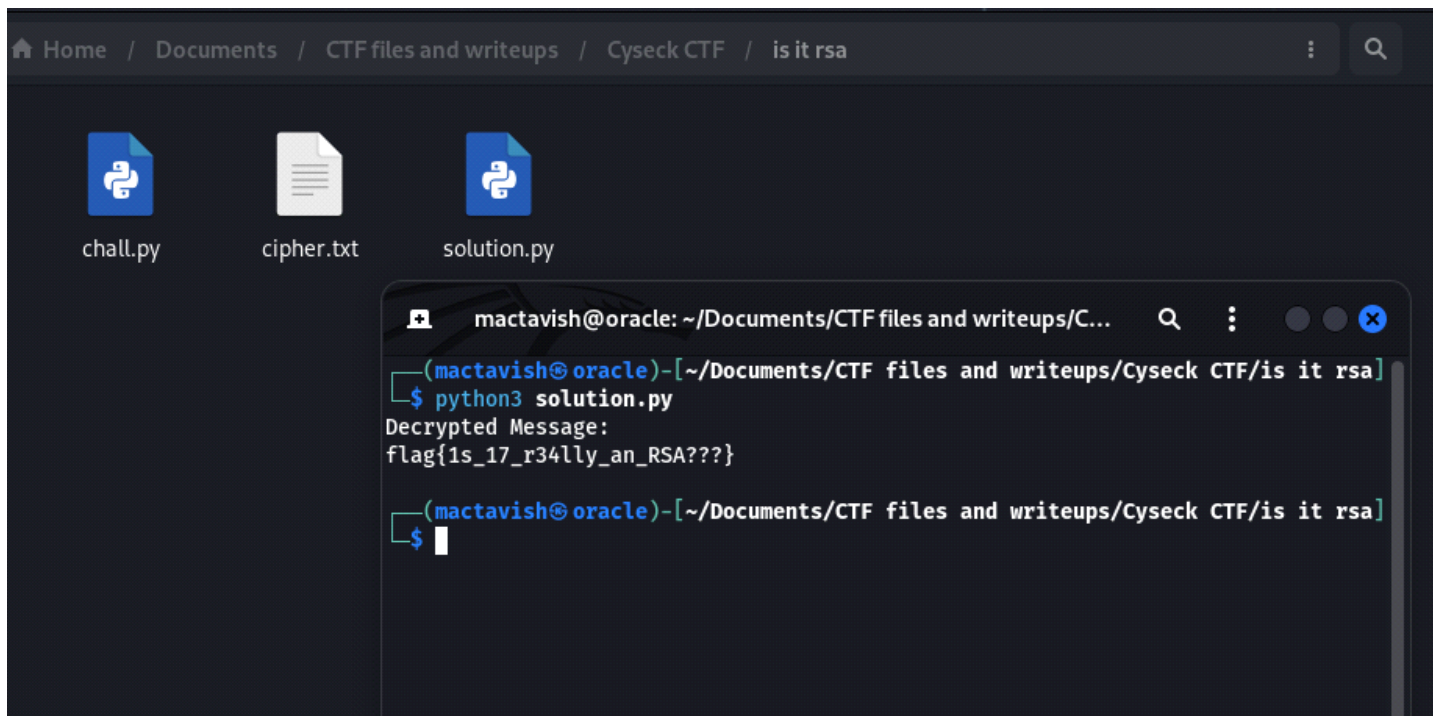 Home / Documents / CTF files and writeups / Cyseck CTF / is it rsa
chall.py
cipher.txt
solution.py
mactavish@oracle: ~/Documents/CTF files and writeups/C...
┌──(mactavish㉿oracle)-[~/Documents/CTF files and writeups/Cyseck CTF/is it rsa]
└─$ python3 solution.py
Decrypted Message:
flag{1s_17_r34lly_an_RSA???}
┌──(mactavish㉿oracle)-[~/Documents/CTF files and writeups/Cyseck CTF/is it rsa]
└─$